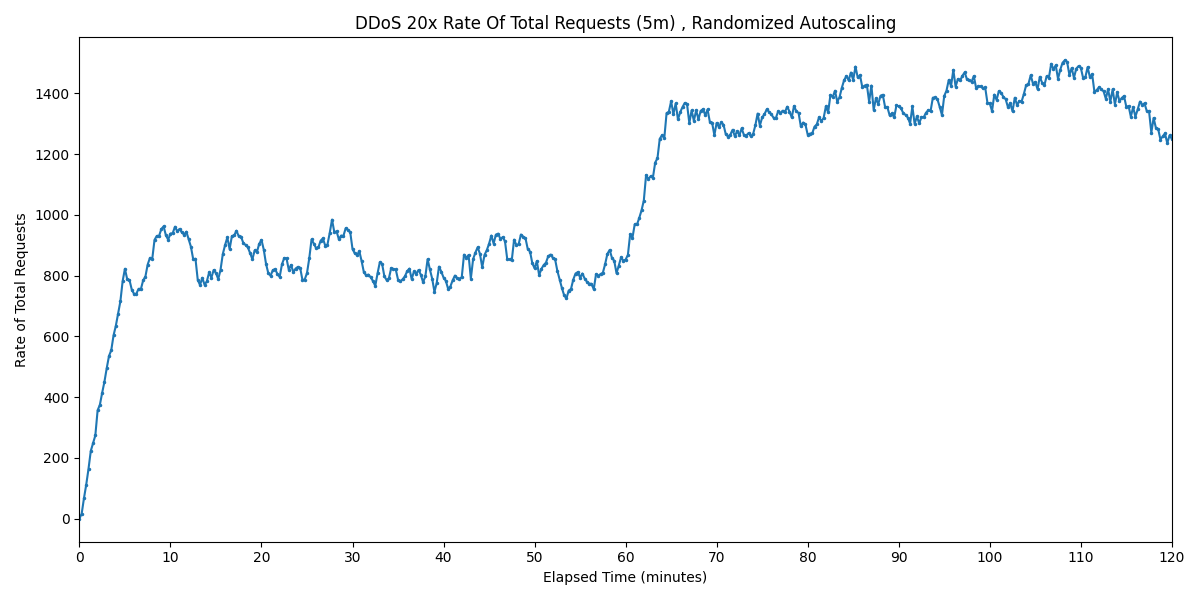 DDoS 20x Rate Of Total Requests (5m) , Randomized Autoscaling
Rate of Total Requests
1400
1200
1000
800
600
400
200
0
0 10 20 30 40 50 60 70 80 90 100 110 120
Elapsed Time (minutes)